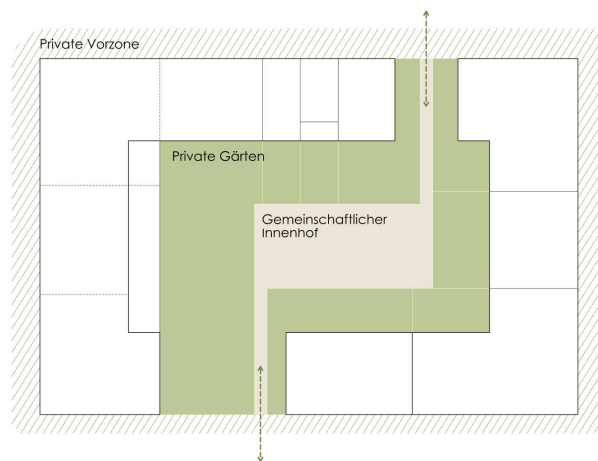 Private Vorzone
Private Gärten
Gemeinschaftlicher
Innenhof